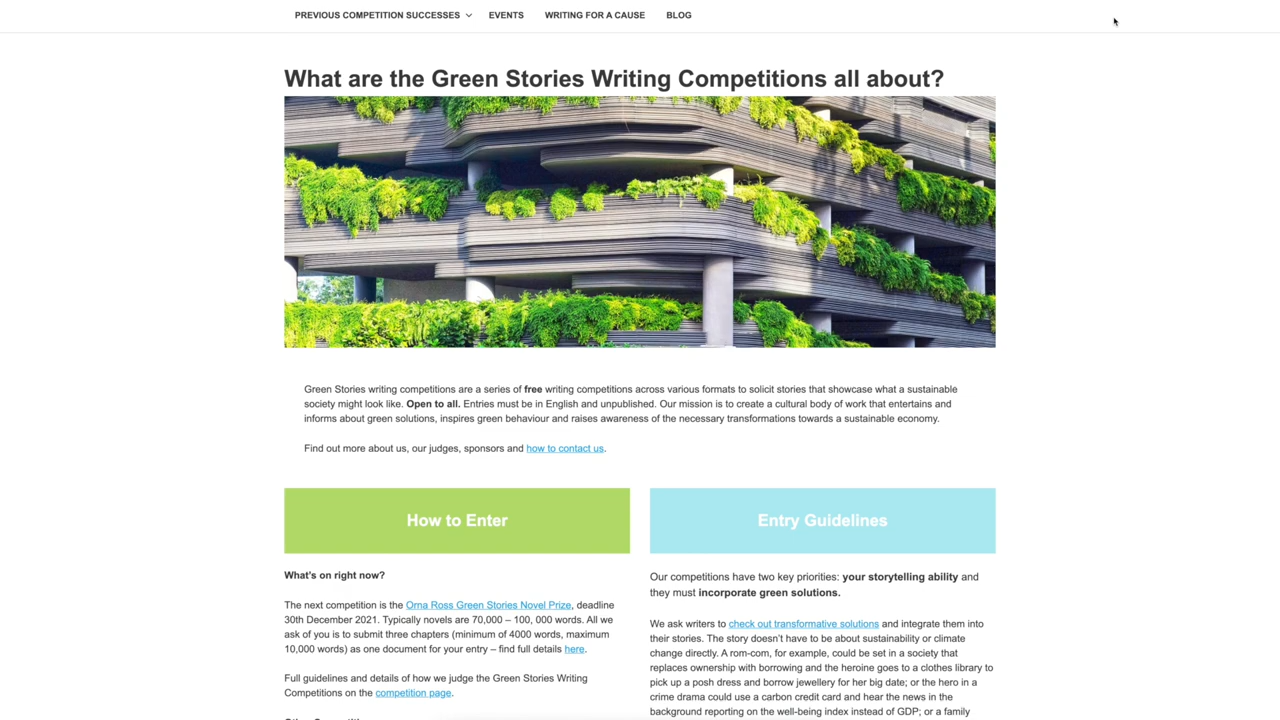 PREVIOUS COMPETITION SUCCESSES EVENTS WRITING FOR A CAUSE BLOG
What are the Green Stories Writing Competitions all about?
Green Stories writing competitions are a series of free writing competitions across various formats to solicit stories that showcase what a sustainable
society might look like. Open to all. Entries must be in English and unpublished. Our mission is to create a cultural body of work that entertains and
informs about green solutions, inspires green behaviour and raises awareness of the necessary transformations towards a sustainable economy.
Find out more about us, our judges, sponsors and how to contact us.
How to Enter
What's on right now?
The next competition is the Orna Ross Green Stories Novel Prize, deadline
30th December 2021. Typically novels are 70,000 – 100, 000 words. All we
ask of you is to submit three chapters (minimum of 4000 words, maximum
10,000 words) as one document for your entry – find full details here.
Full guidelines and details of how we judge the Green Stories Writing
Competitions on the competition page.
Entry Guidelines
Our competitions have two key priorities: your storytelling ability and
they must incorporate green solutions.
We ask writers to check out transformative solutions and integrate them into
their stories. The story doesn't have to be about sustainability or climate
change directly. A rom-com, for example, could be set in a society that
replaces ownership with borrowing and the heroine goes to a clothes library to
pick up a posh dress and borrow jewellery for her big date; or the hero in a
crime drama could use a carbon credit card and hear the news in the
background reporting on the well-being index instead of GDP; or a family